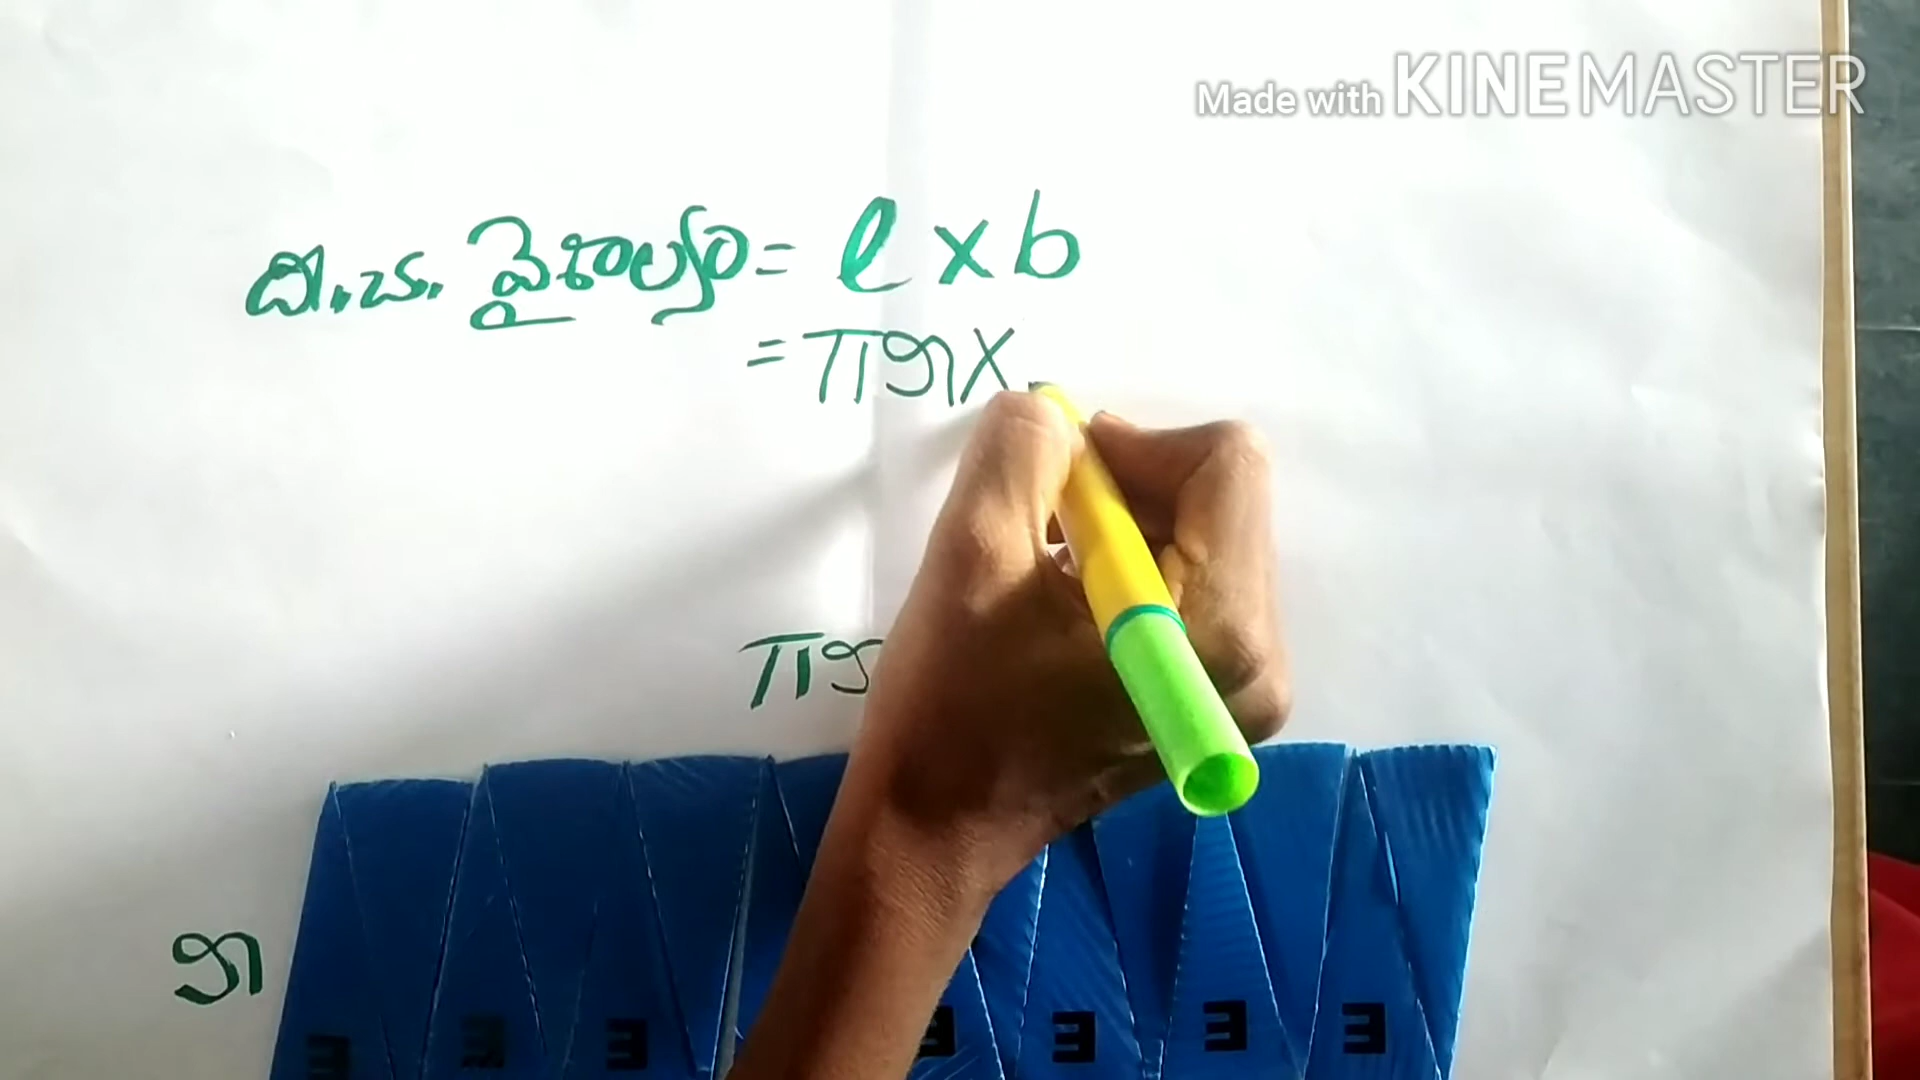 Made with KINEMASTER
దీ.చ. వైశాల్యం = l × b
= πr ×
πr
r
E E E E E E E